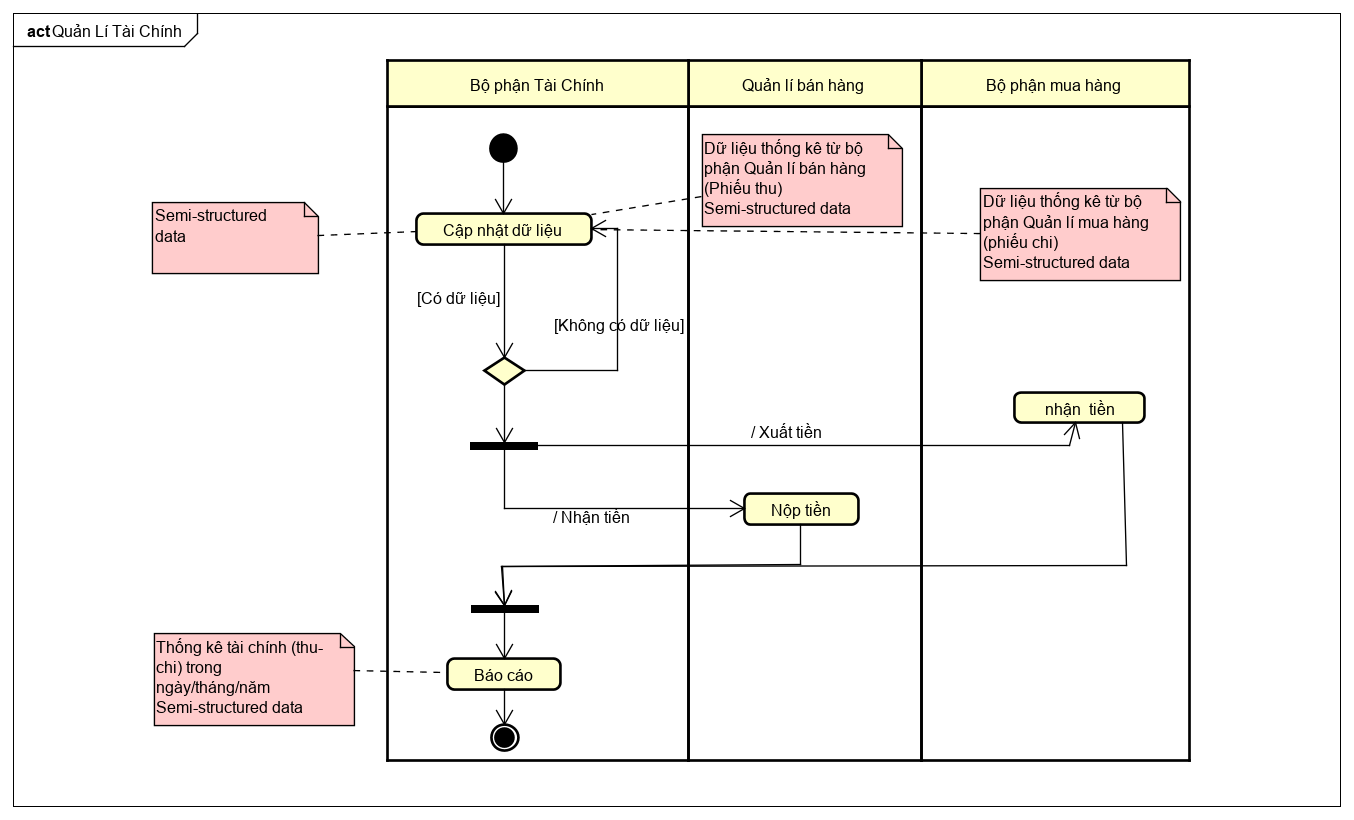 act Quản Lí Tài Chính
Bộ phận Tài Chính
Quản lí bán hàng
Bộ phận mua hàng
Dữ liệu thống kê từ bộ
phận Quản lí bán hàng
(Phiếu thu)
Semi-structured data
Dữ liệu thống kê từ bộ
phận Quản lí mua hàng
(phiếu chi)
Semi-structured data
Semi-structured
data
Cập nhật dữ liệu
[Có dữ liệu]
[Không có dữ liệu]
nhận  tiền
/ Xuất tiền
Nộp tiền
/ Nhận tiền
Thống kê tài chính (thu-
chi) trong
ngày/tháng/năm
Semi-structured data
Báo cáo